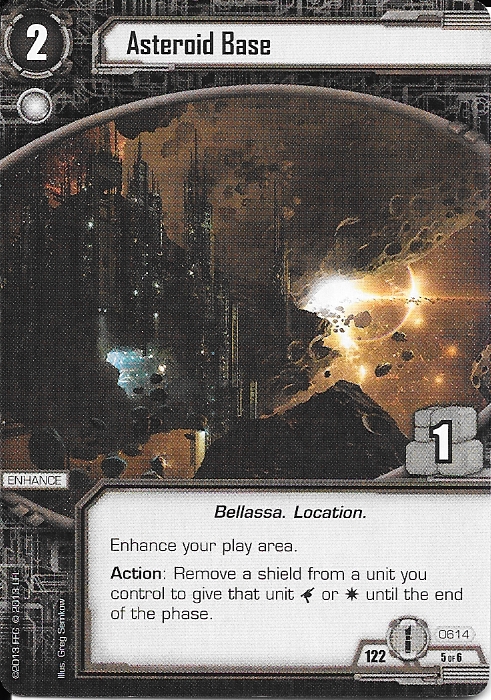 2
Asteroid Base
1
ENHANCE
Bellassa. Location.
Enhance your play area.
Action: Remove a shield from a unit you
control to give that unit or until the end
of the phase.
122
0614
5 OF 6
©2013 FFG ©2013 LFL
Illus. Greg Semkow